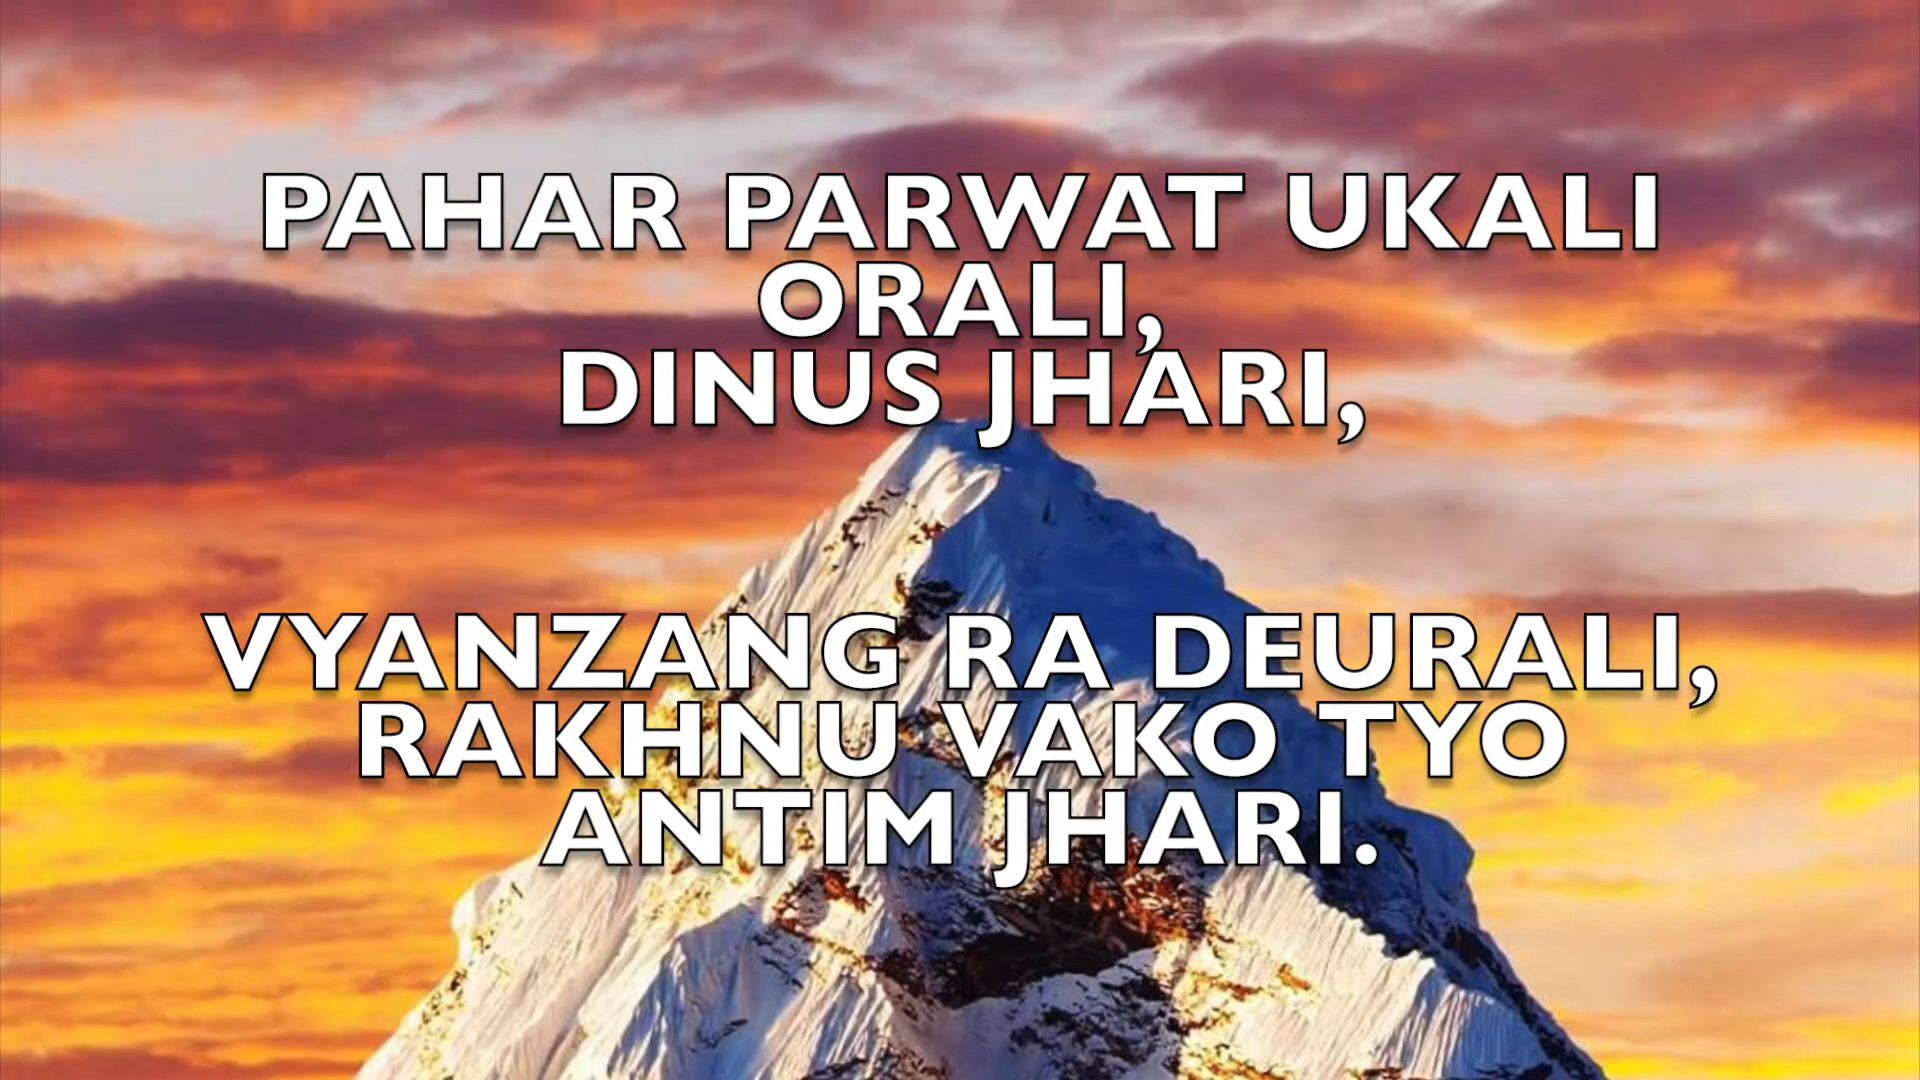 PAHAR PARWAT UKALI
ORALI,
DINUS JHARI,
VYANZANG RA DEURALI,
RAKHNU VAKO TYO
ANTIM JHARI.